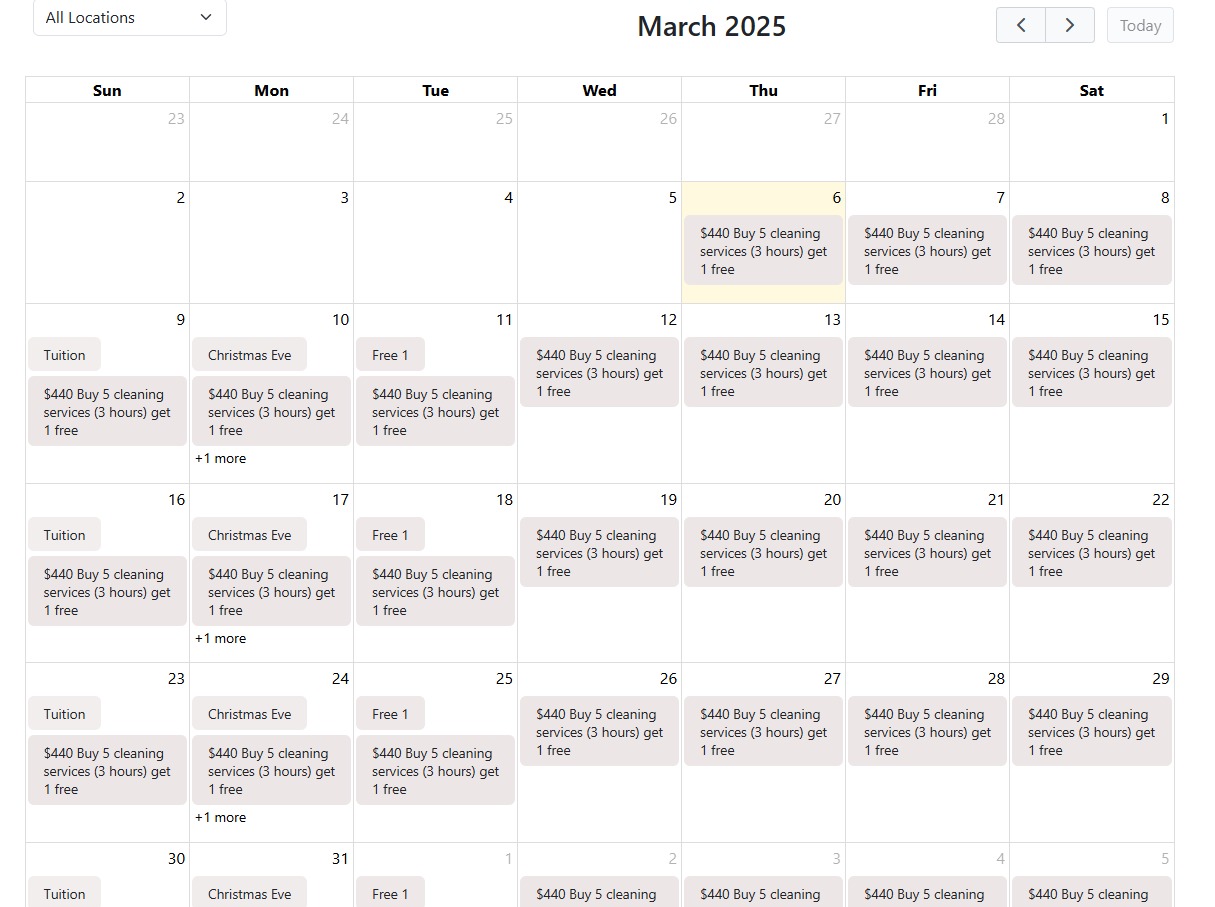 All Locations
March 2025
Today
Sun Mon Tue Wed Thu Fri Sat
23 24 25 26 27 28 1
2 3 4 5 6 7 8
$440 Buy 5 cleaning $440 Buy 5 cleaning $440 Buy 5 cleaning
services (3 hours) get services (3 hours) get services (3 hours) get
1 free 1 free 1 free
9 10 11 12 13 14 15
Tuition Christmas Eve Free 1 $440 Buy 5 cleaning $440 Buy 5 cleaning $440 Buy 5 cleaning $440 Buy 5 cleaning
services (3 hours) get services (3 hours) get services (3 hours) get services (3 hours) get
1 free 1 free 1 free 1 free
$440 Buy 5 cleaning $440 Buy 5 cleaning $440 Buy 5 cleaning
services (3 hours) get services (3 hours) get services (3 hours) get
1 free 1 free 1 free
+1 more
16 17 18 19 20 21 22
Tuition Christmas Eve Free 1 $440 Buy 5 cleaning $440 Buy 5 cleaning $440 Buy 5 cleaning $440 Buy 5 cleaning
services (3 hours) get services (3 hours) get services (3 hours) get services (3 hours) get
1 free 1 free 1 free 1 free
$440 Buy 5 cleaning $440 Buy 5 cleaning $440 Buy 5 cleaning
services (3 hours) get services (3 hours) get services (3 hours) get
1 free 1 free 1 free
+1 more
23 24 25 26 27 28 29
Tuition Christmas Eve Free 1 $440 Buy 5 cleaning $440 Buy 5 cleaning $440 Buy 5 cleaning $440 Buy 5 cleaning
services (3 hours) get services (3 hours) get services (3 hours) get services (3 hours) get
1 free 1 free 1 free 1 free
$440 Buy 5 cleaning $440 Buy 5 cleaning $440 Buy 5 cleaning
services (3 hours) get services (3 hours) get services (3 hours) get
1 free 1 free 1 free
+1 more
30 31 1 2 3 4 5
Tuition Christmas Eve Free 1 $440 Buy 5 cleaning $440 Buy 5 cleaning $440 Buy 5 cleaning $440 Buy 5 cleaning